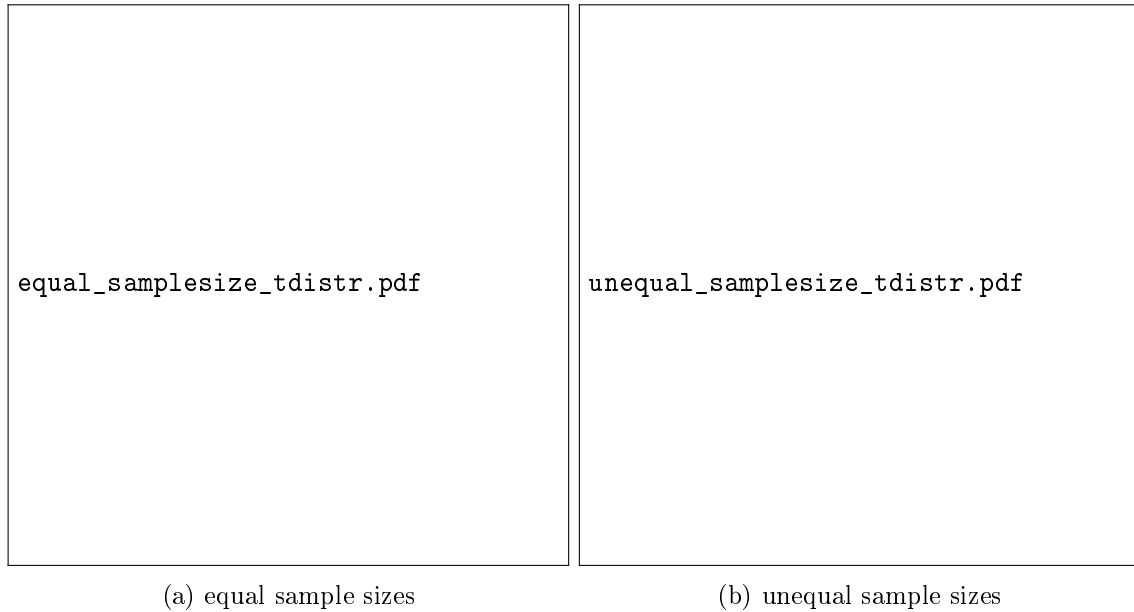 equal_samplesize_tdistr.pdf
unequal_samplesize_tdistr.pdf
(a) equal sample sizes
(b) unequal sample sizes